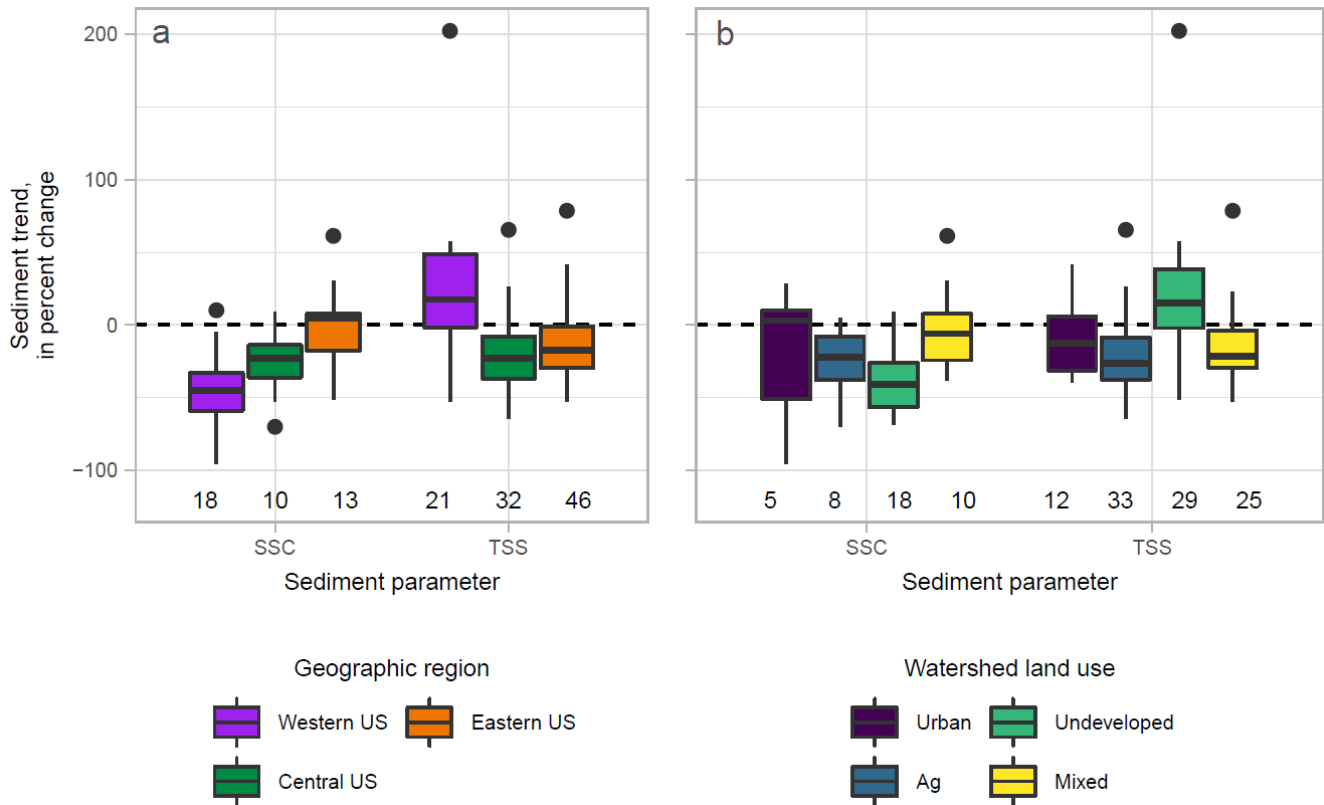 a
b
Sediment trend,
in percent change
200
100
0
−100
18 10 13 21 32 46
5 8 18 10 12 33 29 25
SSC TSS
SSC TSS
Sediment parameter
Sediment parameter
Geographic region
Western US Eastern US
Central US
Watershed land use
Urban Undeveloped
Ag Mixed